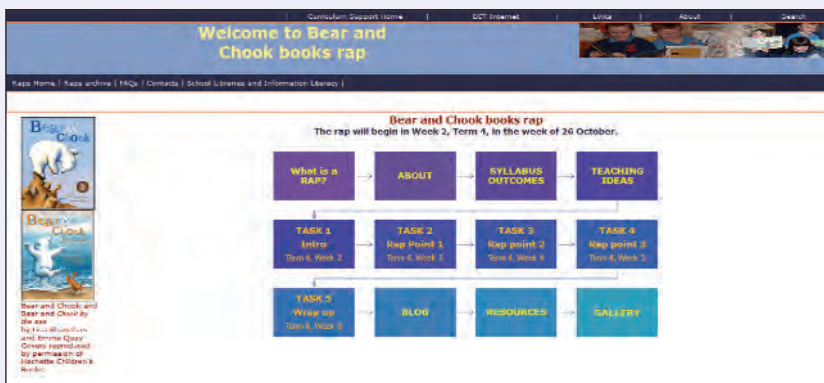 Curriculum Support Home | DCT Internet | Links | About | Search
Welcome to Bear and
Chook books rap
Raps Home | Raps archive | FAQs | Contacts | School Libraries and Information Literacy |
Bear and Chook books rap
The rap will begin in Week 2, Term 4, in the week of 26 October.
Bear
Chook
What is a
RAP?
ABOUT
SYLLABUS
OUTCOMES
TEACHING
IDEAS
TASK 1
Intro
Term 4, Week 2
TASK 2
Rap Point 1
Term 4, Week 3
TASK 3
Rap point 2
Term 4, Week 4
TASK 4
Rap point 3
Term 4, Week 5
Bear
Chook
TASK 5
Wrap up
Term 4, Week 6
BLOG
RESOURCES
GALLERY
Bear and Chook and
Bear and Chook by
the sea
by Lisa Shanahan
and Emma Quay
Covers reproduced
by permission of
Hachette Children's
Books